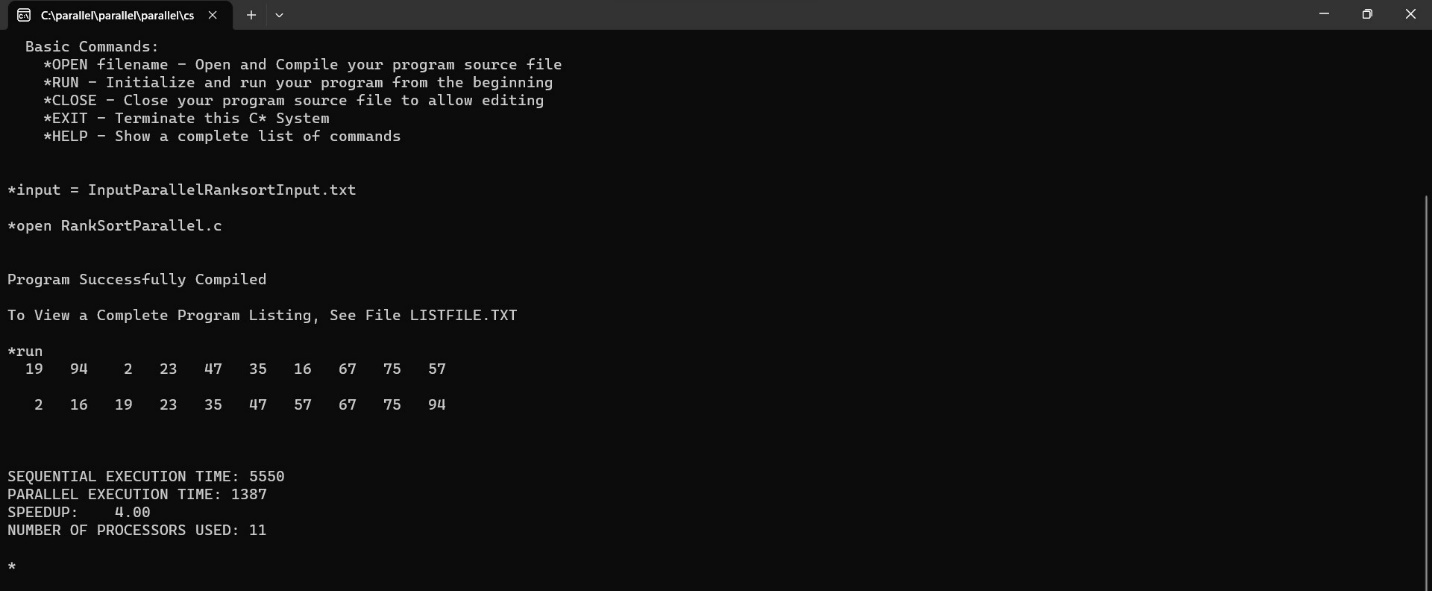 C:\parallel\parallel\parallel\cs
Basic Commands:
*OPEN filename - Open and Compile your program source file
*RUN - Initialize and run your program from the beginning
*CLOSE - Close your program source file to allow editing
*EXIT - Terminate this C* System
*HELP - Show a complete list of commands
*input = InputParallelRanksortInput.txt
*open RankSortParallel.c
Program Successfully Compiled
To View a Complete Program Listing, See File LISTFILE.TXT
*run
19 94 2 23 47 35 16 67 75 57
2 16 19 23 35 47 57 67 75 94
SEQUENTIAL EXECUTION TIME: 5550
PARALLEL EXECUTION TIME: 1387
SPEEDUP: 4.00
NUMBER OF PROCESSORS USED: 11
*